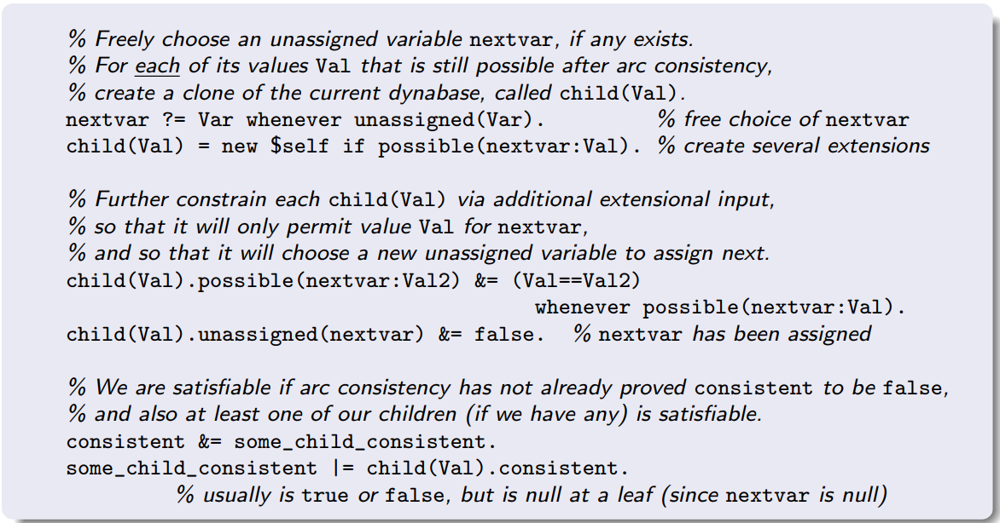 % Freely choose an unassigned variable nextvar, if any exists.
% For each of its values Val that is still possible after arc consistency,
% create a clone of the current dynabase, called child(Val).
nextvar ?= Var whenever unassigned(Var). % free choice of nextvar
child(Val) = new $self if possible(nextvar:Val). % create several extensions
% Further constrain each child(Val) via additional extensional input,
% so that it will only permit value Val for nextvar,
% and so that it will choose a new unassigned variable to assign next.
child(Val).possible(nextvar:Val2) &= (Val==Val2)
whenever possible(nextvar:Val).
child(Val).unassigned(nextvar) &= false. % nextvar has been assigned
% We are satisfiable if arc consistency has not already proved consistent to be false,
% and also at least one of our children (if we have any) is satisfiable.
consistent &= some_child_consistent.
some_child_consistent |= child(Val).consistent.
% usually is true or false, but is null at a leaf (since nextvar is null)